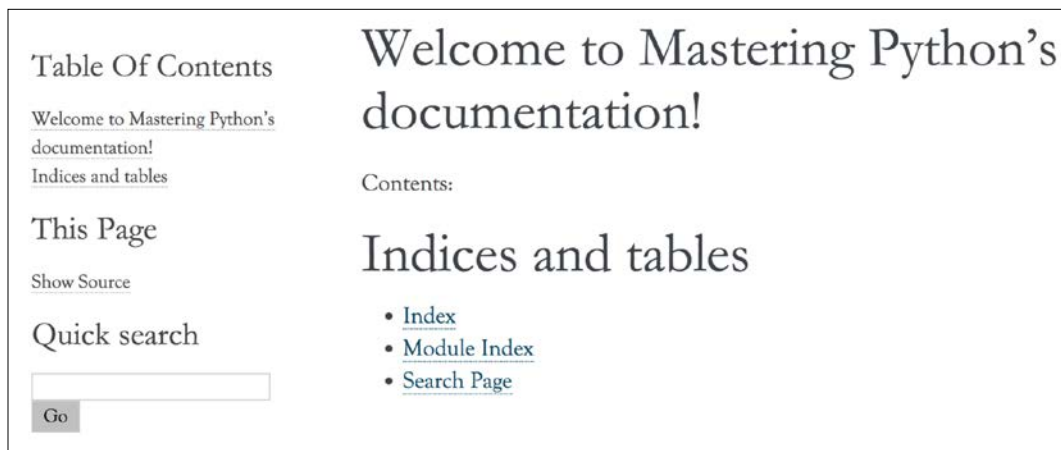 Table Of Contents
Welcome to Mastering Python's
documentation!
Indices and tables
This Page
Show Source
Quick search
Go
Welcome to Mastering Python's
documentation!
Contents:
Indices and tables
• Index
• Module Index
• Search Page